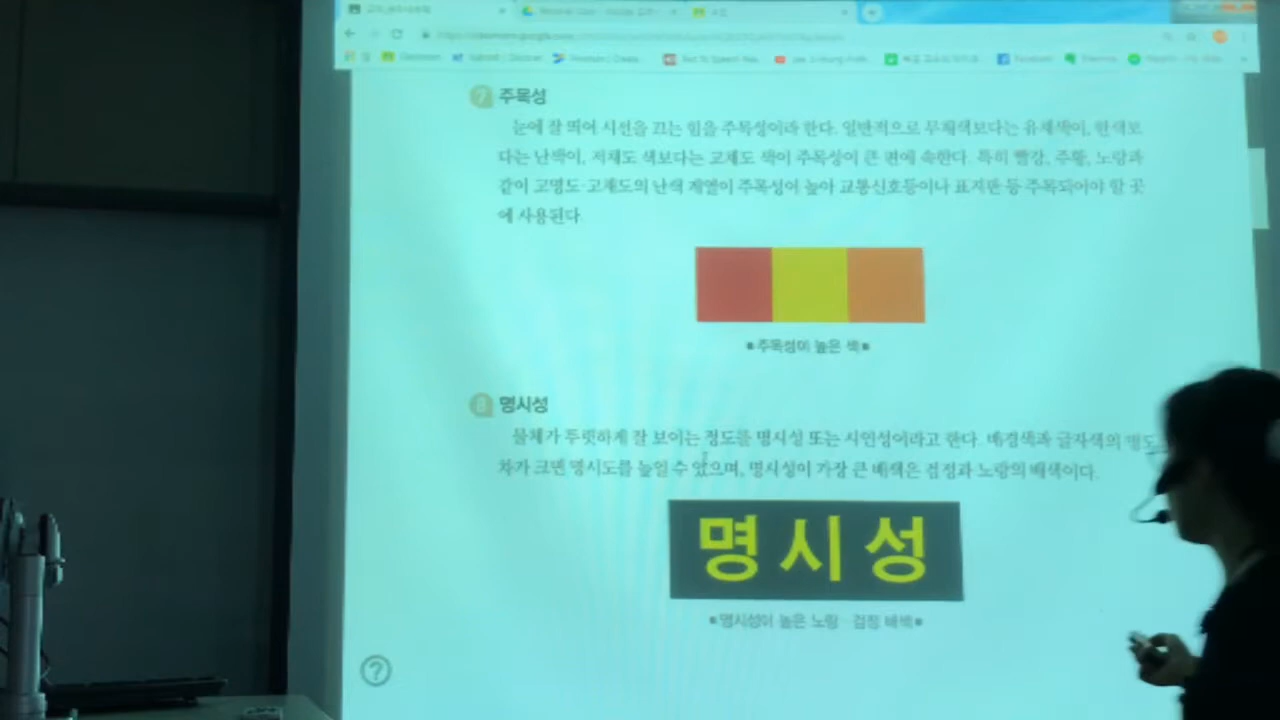 7 주목성
눈에 잘 띄어 시선을 끄는 힘을 주목성이라 한다. 일반적으로 무채색보다는 유채색이, 한색보
다는 난색이, 저채도 색보다는 고채도 색이 주목성이 큰 편에 속한다. 특히 빨강, 주황, 노랑과
같이 고명도·고채도의 난색 계열이 주목성이 높아 교통신호등이나 표지판 등 주목되어야 할 곳
에 사용된다.
주목성이 높은 색
8 명시성
물체가 뚜렷하게 잘 보이는 정도를 명시성 또는 시인성이라고 한다. 배경색과 글자색의 명도
차가 크면 명시도를 높일 수 있으며, 명시성이 가장 큰 배색은 검정과 노랑의 배색이다.
명시성
명시성이 높은 노랑 · 검정 배색
?